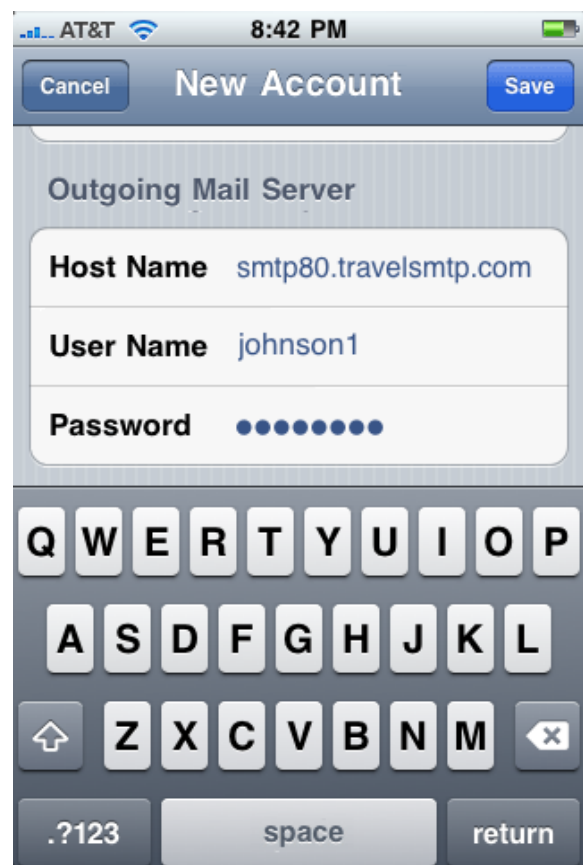 AT&T 8:42 PM
Cancel New Account Save
Outgoing Mail Server
Host Name smtp80.travelsmtp.com
User Name johnson1
Password ●●●●●●●●
Q W E R T Y U I O P
A S D F G H J K L
Z X C V B N M
.?123 space return